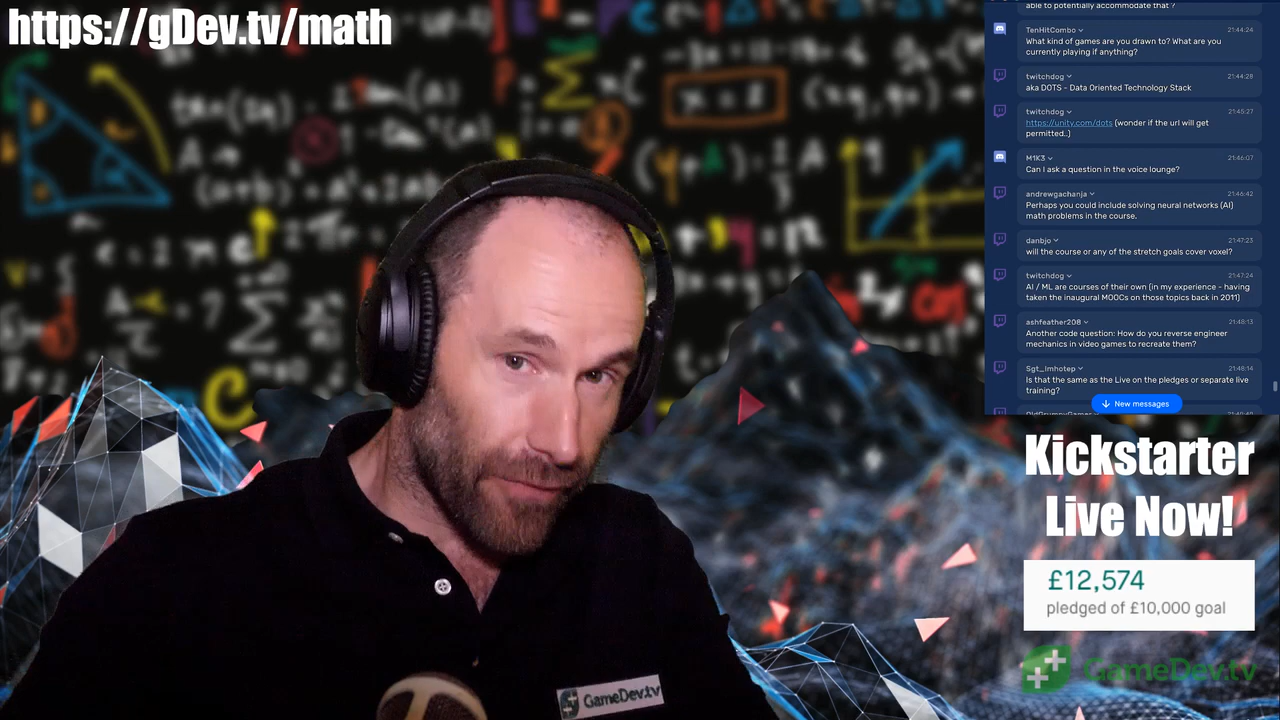 https://gDev.tv/math
able to potentially accommodate that ?
TenHitCombo 21:44:24
What kind of games are you drawn to? What are you
currently playing if anything?
twitchdog 21:44:28
aka DOTS - Data Oriented Technology Stack
twitchdog 21:45:27
https://unity.com/dots (wonder if the url will get
permitted..)
M1K3 21:46:07
Can I ask a question in the voice lounge?
andrewgachanja 21:46:42
Perhaps you could include solving neural networks (AI)
math problems in the course.
danbjo 21:47:23
will the course or any of the stretch goals cover voxel?
twitchdog 21:47:24
AI / ML are courses of their own (in my experience - having
taken the inaugural MOOCs on those topics back in 2011)
ashfeather208 21:48:13
Another code question: How do you reverse engineer
mechanics in video games to recreate them?
Sgt_Imhotep 21:48:14
Is that the same as the Live on the pledges or separate live
training?
New messages
Kickstarter
Live Now!
£12,574
pledged of £10,000 goal
GameDev.tv
GameDev.tv